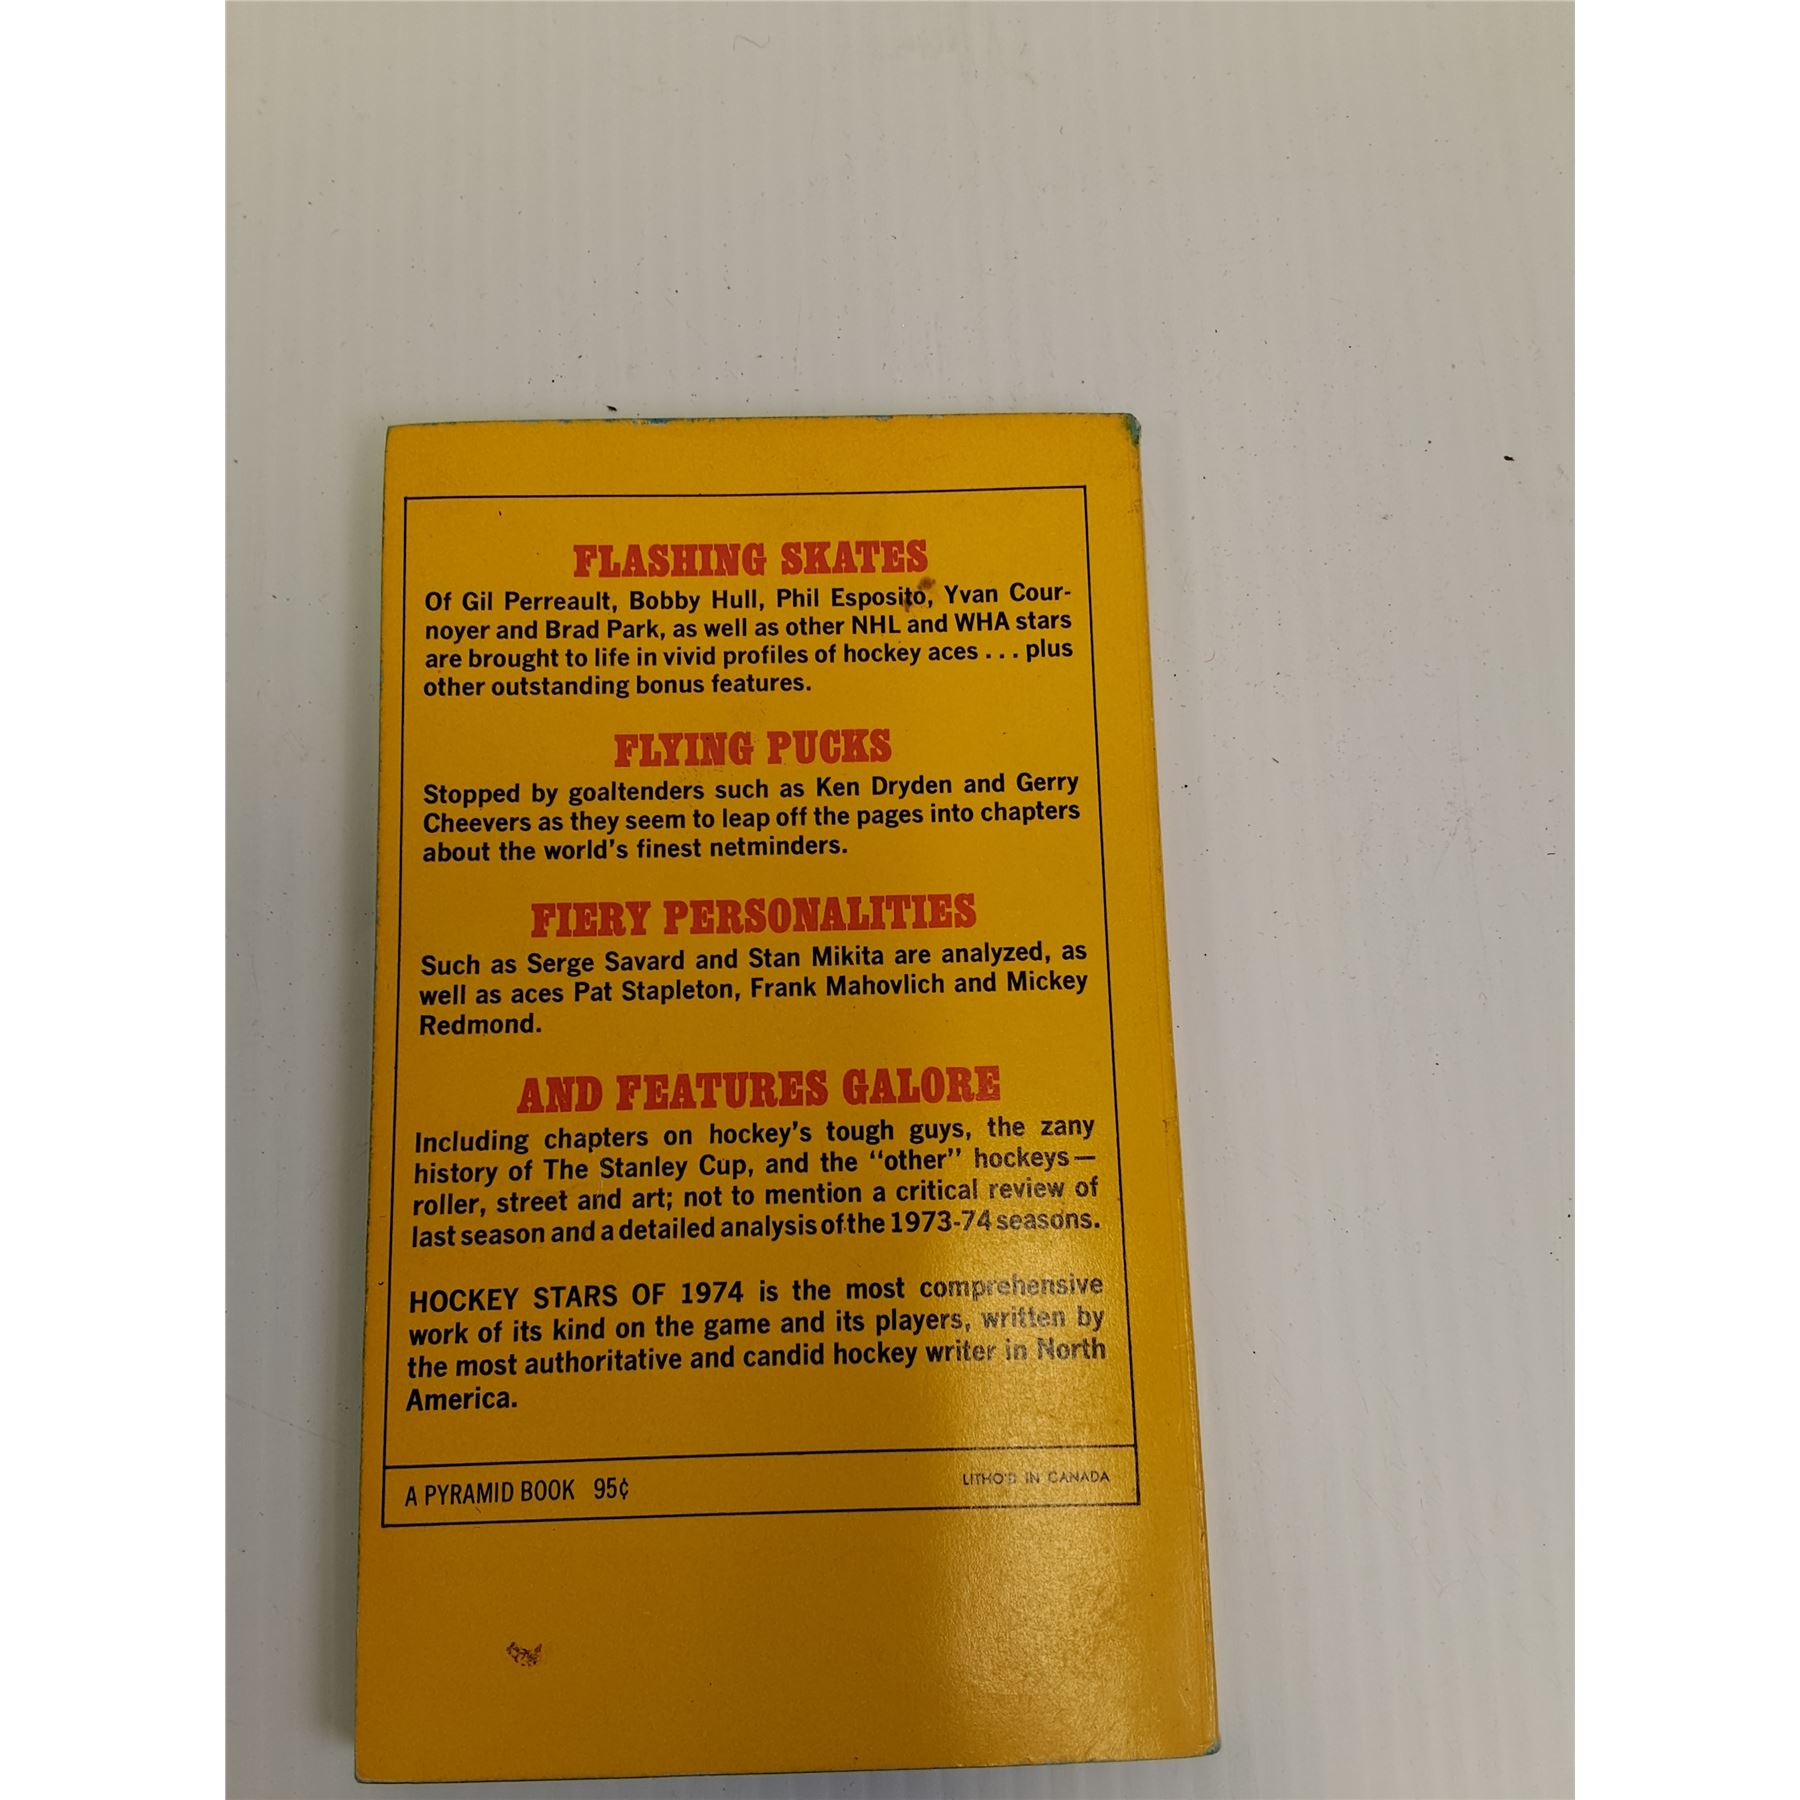 FLASHING SKATES
Of Gil Perreault, Bobby Hull, Phil Esposito, Yvan Cour-
noyer and Brad Park, as well as other NHL and WHA stars
are brought to life in vivid profiles of hockey aces . . . plus
other outstanding bonus features.
FLYING PUCKS
Stopped by goaltenders such as Ken Dryden and Gerry
Cheevers as they seem to leap off the pages into chapters
about the world's finest netminders.
FIERY PERSONALITIES
Such as Serge Savard and Stan Mikita are analyzed, as
well as aces Pat Stapleton, Frank Mahovlich and Mickey
Redmond.
AND FEATURES GALORE
Including chapters on hockey's tough guys, the zany
history of The Stanley Cup, and the "other" hockeys—
roller, street and art; not to mention a critical review of
last season and a detailed analysis of the 1973-74 seasons.
HOCKEY STARS OF 1974 is the most comprehensive
work of its kind on the game and its players, written by
the most authoritative and candid hockey writer in North
America.
A PYRAMID BOOK 95¢
LITHO'D IN CANADA